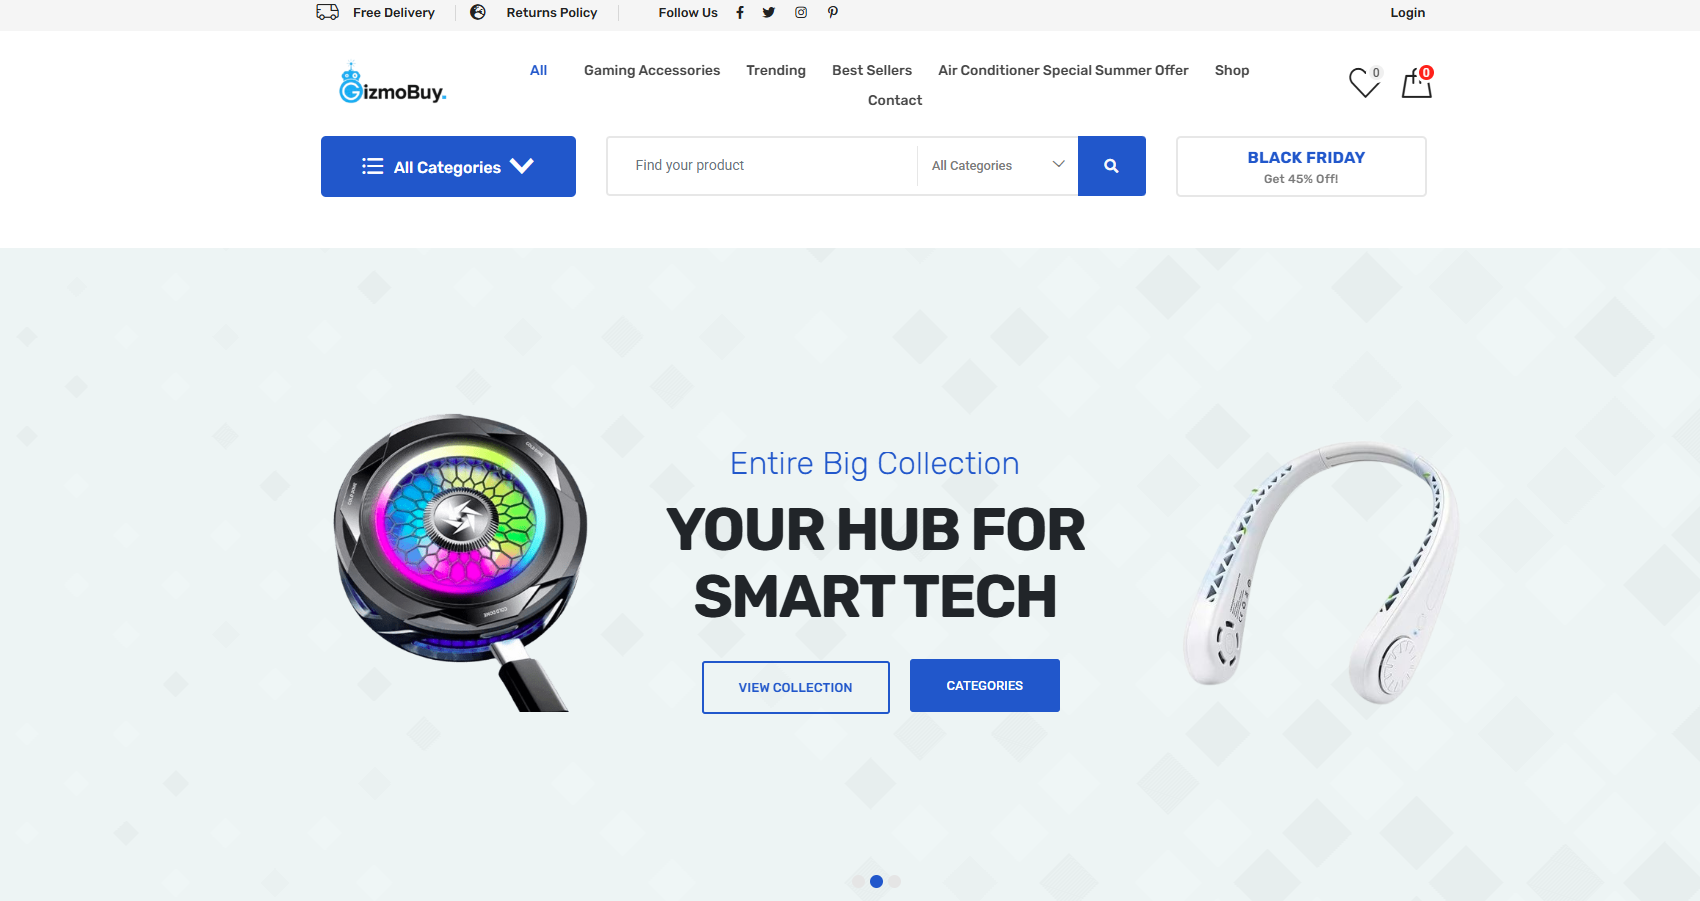 Free Delivery
Returns Policy
Follow Us
Login
GizmoBuy.
All
Gaming Accessories
Trending
Best Sellers
Air Conditioner Special Summer Offer
Shop
Contact
0
0
All Categories
Find your product
All Categories
BLACK FRIDAY
Get 45% Off!
Entire Big Collection
YOUR HUB FOR
SMART TECH
VIEW COLLECTION
CATEGORIES